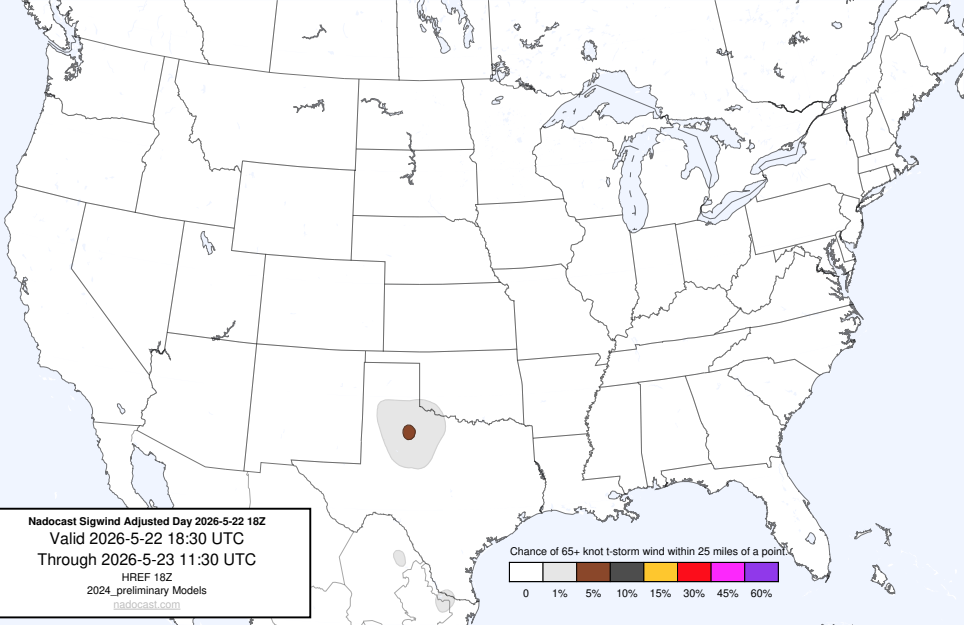 Nadocast Sigwind Adjusted Day 2026-5-22 18Z
Valid 2026-5-22 18:30 UTC
Through 2026-5-23 11:30 UTC
HREF 18Z
2024_preliminary Models
nadocast.com
Chance of 65+ knot t-storm wind within 25 miles of a point.
0 1% 5% 10% 15% 30% 45% 60%